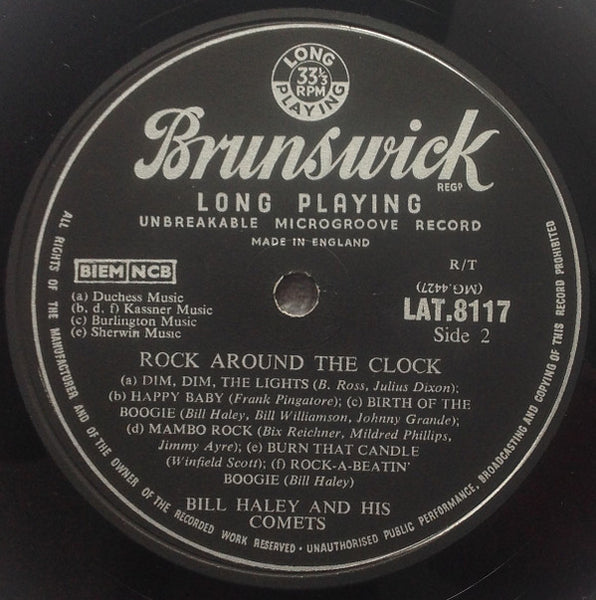 LONG
33⅓
RPM
PLAYING
Brunswick
REGD
LONG PLAYING
UNBREAKABLE MICROGROOVE RECORD
MADE IN ENGLAND
BIEM NCB
R/T
(MG.4427)
(a) Duchess Music
(b, d, f) Kassner Music
(c) Burlington Music
(e) Sherwin Music
LAT.8117
Side 2
ROCK AROUND THE CLOCK
(a) DIM, DIM, THE LIGHTS (B. Ross, Julius Dixon);
(b) HAPPY BABY (Frank Pingatore); (c) BIRTH OF THE
BOOGIE (Bill Haley, Bill Williamson, Johnny Grande);
(d) MAMBO ROCK (Bix Reichner, Mildred Phillips,
Jimmy Ayre); (e) BURN THAT CANDLE
(Winfield Scott); (f) ROCK-A-BEATIN'
BOOGIE (Bill Haley)
BILL HALEY AND HIS
COMETS
ALL RIGHTS OF THE MANUFACTURER AND OF THE OWNER OF THE RECORDED WORK RESERVED · UNAUTHORISED PUBLIC PERFORMANCE, BROADCASTING AND COPYING OF THIS RECORD PROHIBITED